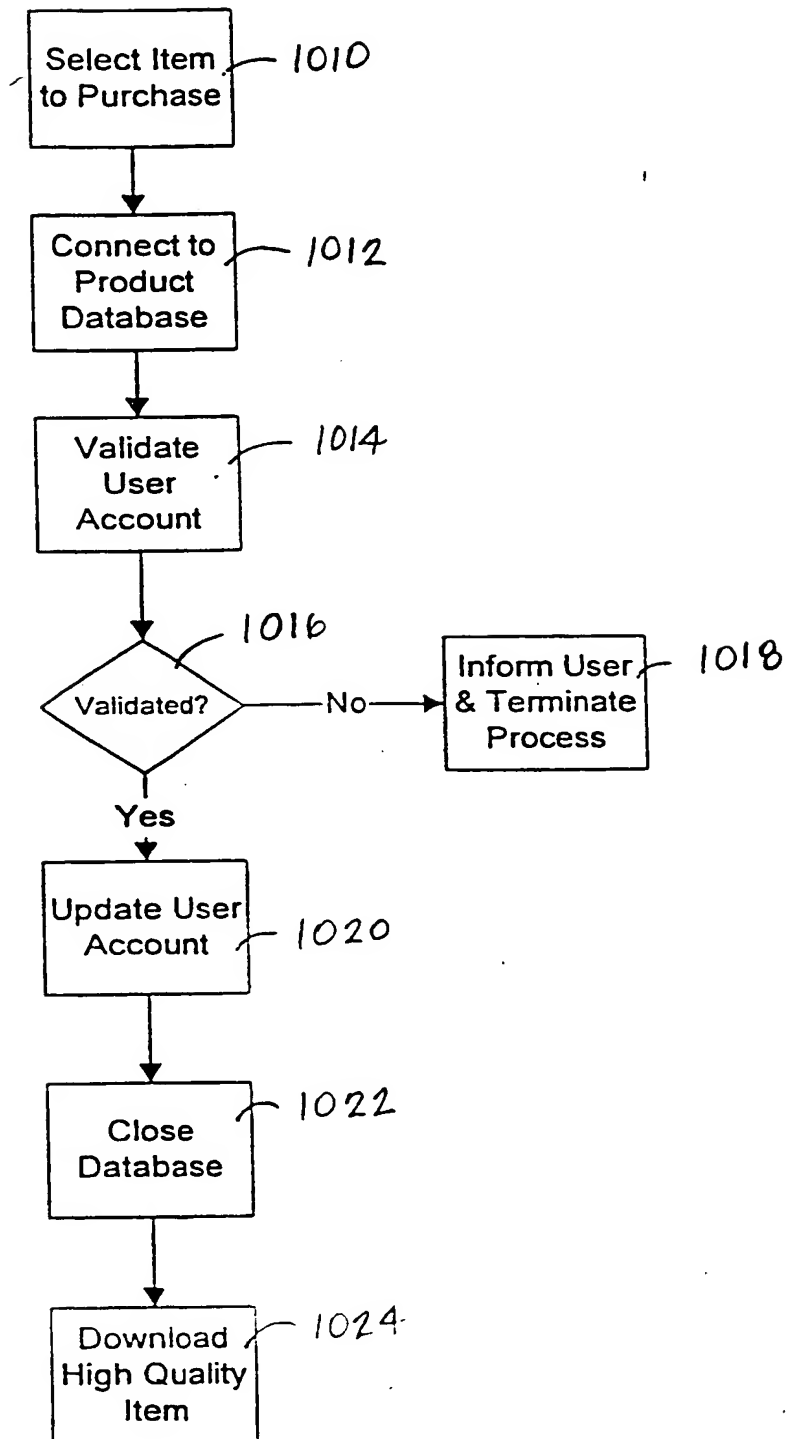 Select Item
to Purchase
1010
Connect to
Product
Database
1012
Validate
User
Account
1014
Validated?
1016
No
Inform User
& Terminate
Process
1018
Yes
Update User
Account
1020
Close
Database
1022
Download
High Quality
Item
1024